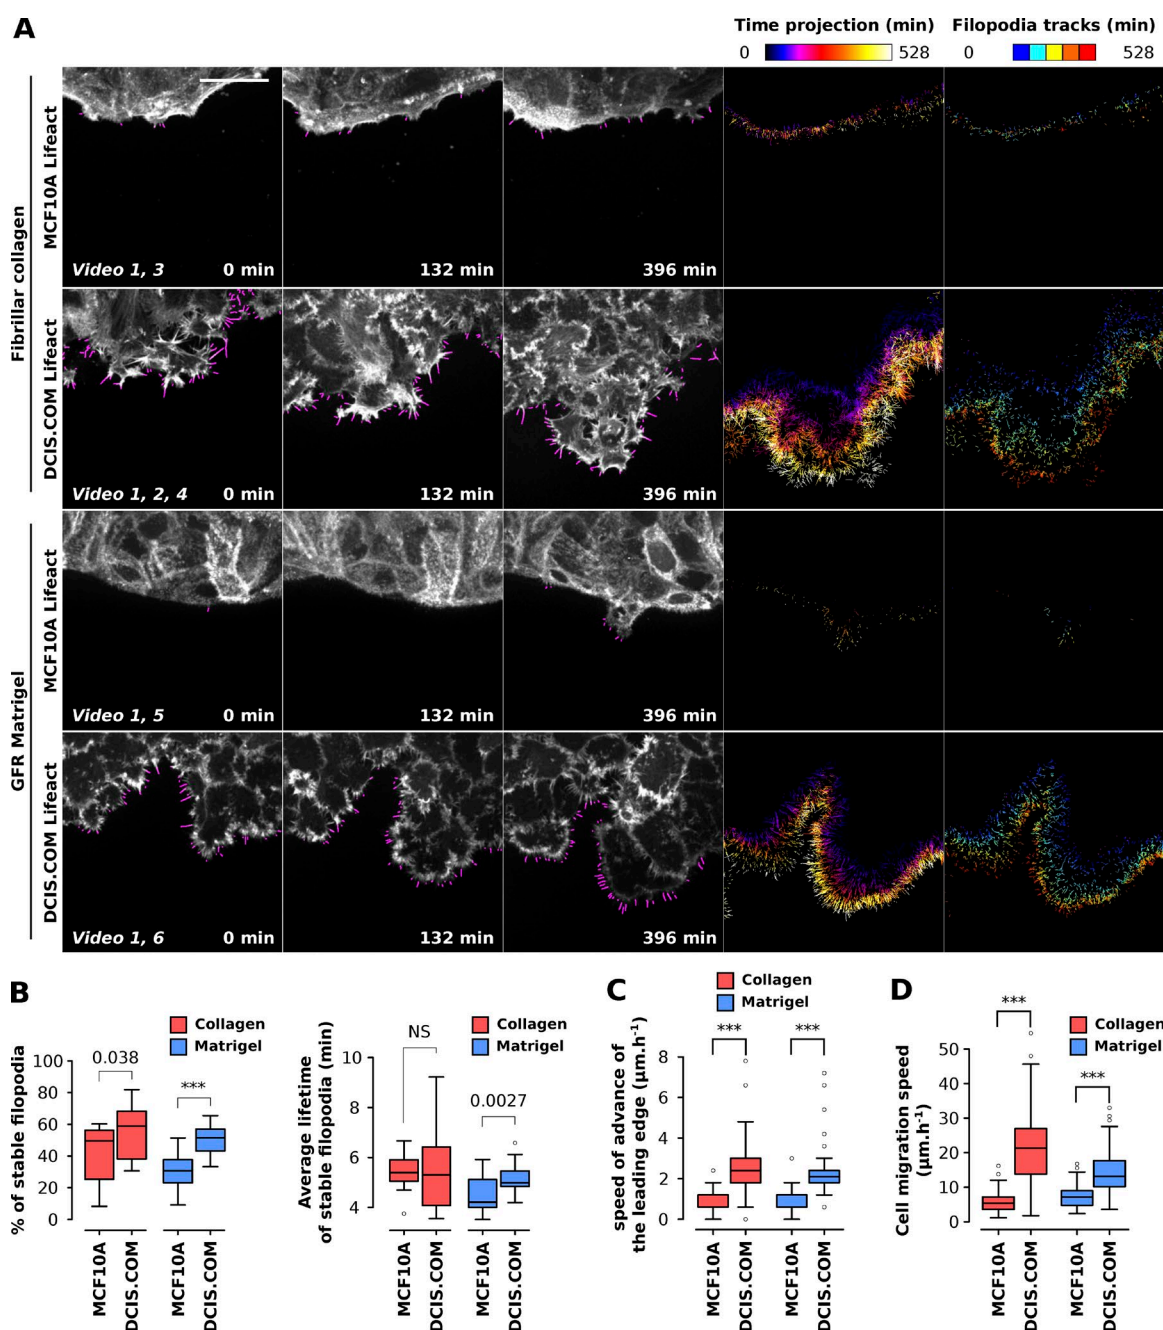 A
Time projection (min)
0
528
Filopodia tracks (min)
0
528
Fibrillar collagen
MCF10A Lifeact
Video 1, 3
0 min
132 min
396 min
DCIS.COM Lifeact
Video 1, 2, 4
0 min
132 min
396 min
GFR Matrigel
MCF10A Lifeact
Video 1, 5
0 min
132 min
396 min
DCIS.COM Lifeact
Video 1, 6
0 min
132 min
396 min
B
Collagen
Matrigel
% of stable filopodia
100
80
60
40
20
0
0.038
***
MCF10A
DCIS.COM
MCF10A
DCIS.COM
Collagen
Matrigel
Average lifetime
of stable filopodia (min)
10
8
6
4
NS
0.0027
MCF10A
DCIS.COM
MCF10A
DCIS.COM
C
Collagen
Matrigel
speed of advance of
the leading edge (µm.h⁻¹)
8
6
4
2
0
***
***
MCF10A
DCIS.COM
MCF10A
DCIS.COM
D
Collagen
Matrigel
Cell migration speed
(µm.h⁻¹)
50
40
30
20
10
0
***
***
MCF10A
DCIS.COM
MCF10A
DCIS.COM